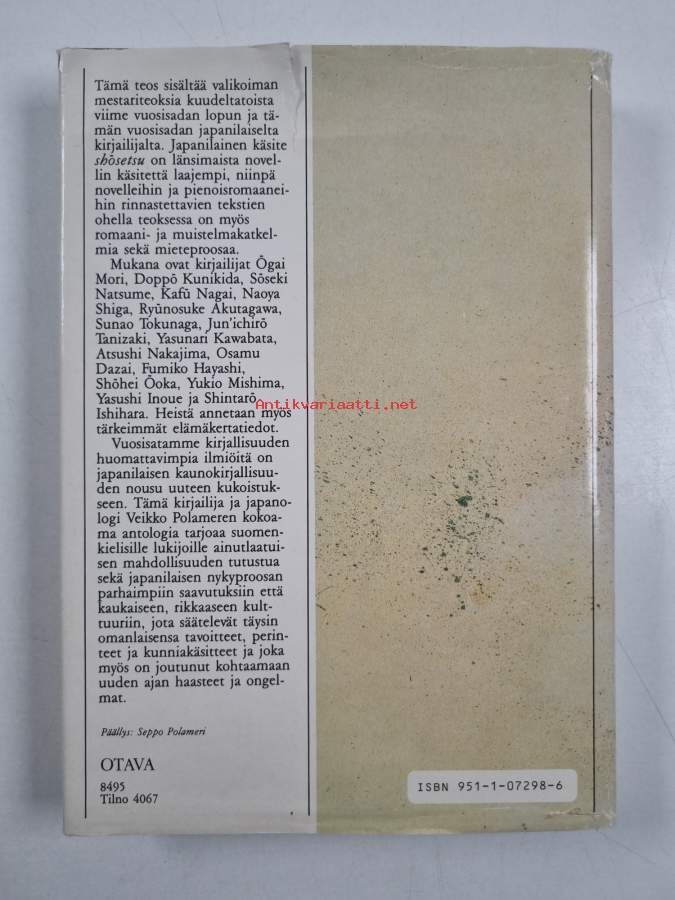 Tämä teos sisältää valikoiman
mestariteoksia kuudeltatoista
viime vuosisadan lopun ja tä-
män vuosisadan japanilaiselta
kirjailijalta. Japanilainen käsite
shōsetsu on länsimaista novel-
lin käsitettä laajempi, niinpä
novelleihin ja pienoisromaanei-
hin rinnastettavien tekstien
ohella teoksessa on myös
romaani- ja muistelmakatkel-
mia sekä mieteproosaa.
Mukana ovat kirjailijat Ōgai
Mori, Doppō Kunikida, Sōseki
Natsume, Kafū Nagai, Naoya
Shiga, Ryūnosuke Akutagawa,
Sunao Tokunaga, Jun'ichirō
Tanizaki, Yasunari Kawabata,
Atsushi Nakajima, Osamu
Dazai, Fumiko Hayashi,
Shōhei Ōoka, Yukio Mishima,
Yasushi Inoue ja Shintarō
Ishihara. Heistä annetaan myös
tärkeimmät elämäkertatiedot.
Vuosisatamme kirjallisuuden
huomattavimpia ilmiöitä on
japanilaisen kaunokirjallisuu-
den nousu uuteen kukoistuk-
seen. Tämä kirjailija ja japano-
logi Veikko Polameren kokoa-
ma antologia tarjoaa suomen-
kielisille lukijoille ainutlaatui-
sen mahdollisuuden tutustua
sekä japanilaisen nykyproosan
parhaimpiin saavutuksiin että
kaukaiseen, rikkaaseen kult-
tuuriin, jota säätelevät täysin
omanlaisensa tavoitteet, perin-
teet ja kunniakäsitteet ja joka
myös on joutunut kohtaamaan
uuden ajan haasteet ja ongel-
mat.
Päällys: Seppo Polameri
OTAVA
8495
Tilno 4067
Antikvariaatti.net
ISBN 951-1-07298-6